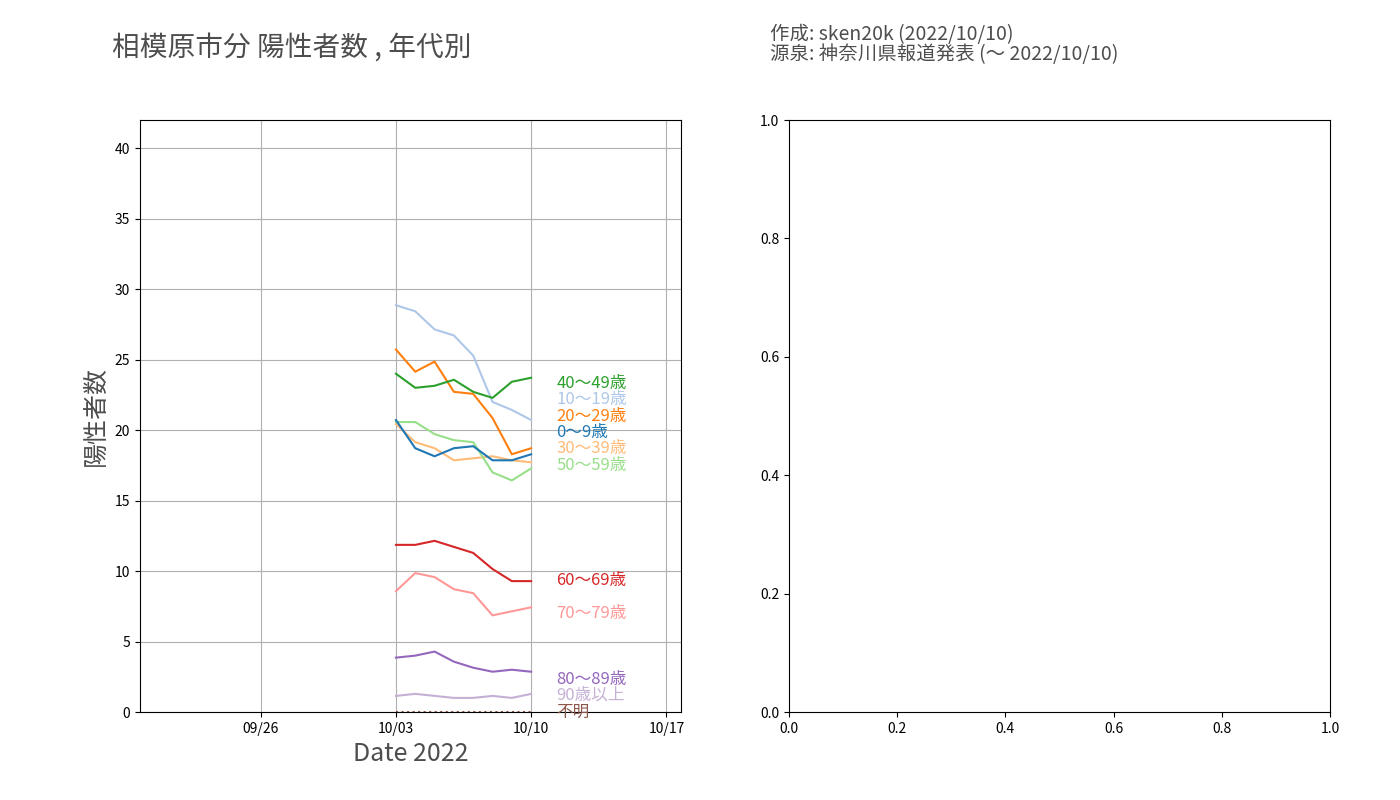 相模原市分 陽性者数 , 年代別
作成: sken20k (2022/10/10)
源泉: 神奈川県報道発表 (〜 2022/10/10)
陽性者数
40
35
30
25
20
15
10
5
0
09/26
10/03
10/10
10/17
Date 2022
40〜49歳
10〜19歳
20〜29歳
0〜9歳
30〜39歳
50〜59歳
60〜69歳
70〜79歳
80〜89歳
90歳以上
不明
1.0
0.8
0.6
0.4
0.2
0.0
0.0
0.2
0.4
0.6
0.8
1.0